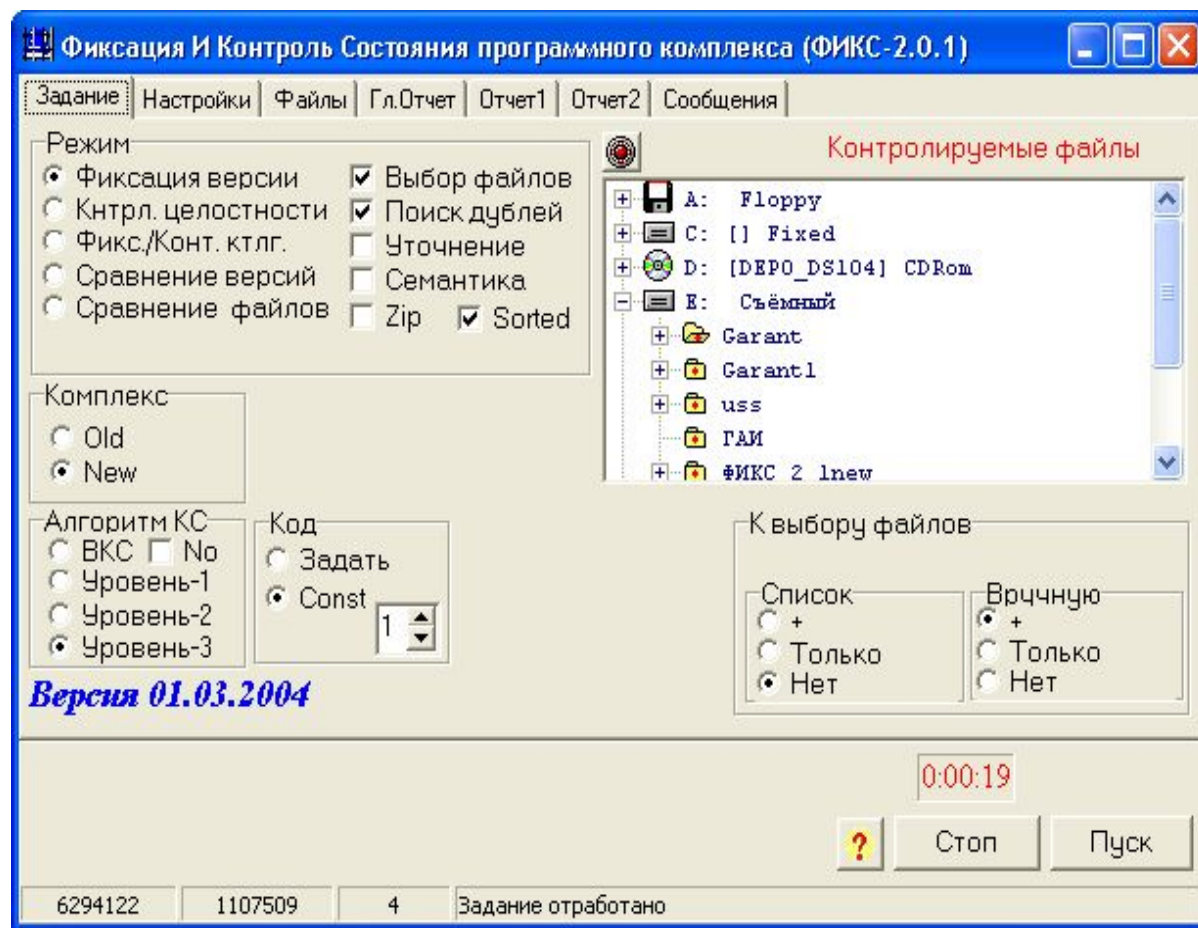 Фиксация И Контроль Состояния программного комплекса (ФИКС-2.0.1)
Задание Настройки Файлы Гл.Отчет Отчет1 Отчет2 Сообщения
Режим
Фиксация версии
Кнтрл. целостности
Фикс./Конт. ктлг.
Сравнение версий
Сравнение файлов
Выбор файлов
Поиск дублей
Уточнение
Семантика
Zip Sorted
Контролируемые файлы
A: Floppy
C: [] Fixed
D: [DEPO_DS104] CDRom
E: Съёмный
Garant
Garant1
uss
ГАИ
ФИКС 2 1new
Комплекс
Old
New
Алгоритм КС
ВКС No
Уровень-1
Уровень-2
Уровень-3
Код
Задать
Const
1
К выбору файлов
Список
+
Только
Нет
Вручную
+
Только
Нет
Версия 01.03.2004
0:00:19
? Стоп Пуск
6294122 1107509 4 Задание отработано